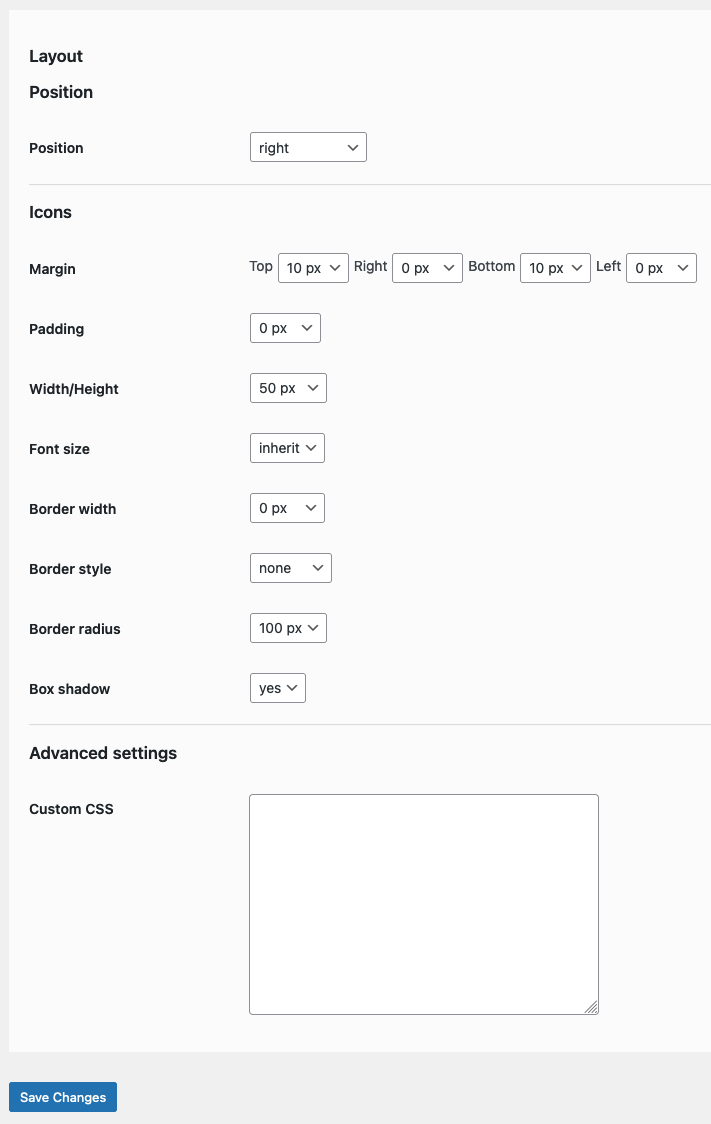 Layout
Position
Position right
Icons
Margin Top 10 px Right 0 px Bottom 10 px Left 0 px
Padding 0 px
Width/Height 50 px
Font size inherit
Border width 0 px
Border style none
Border radius 100 px
Box shadow yes
Advanced settings
Custom CSS
Save Changes